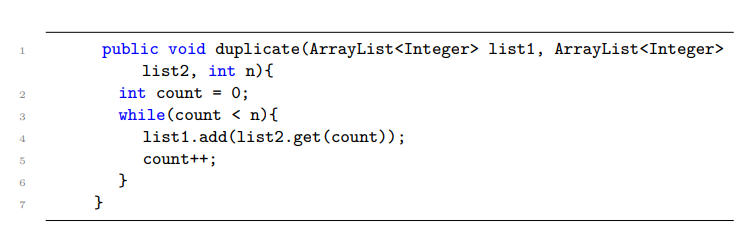 1 public void duplicate(ArrayList<Integer> list1, ArrayList<Integer>
list2, int n){
2 int count = 0;
3 while(count < n){
4 list1.add(list2.get(count));
5 count++;
6 }
7 }